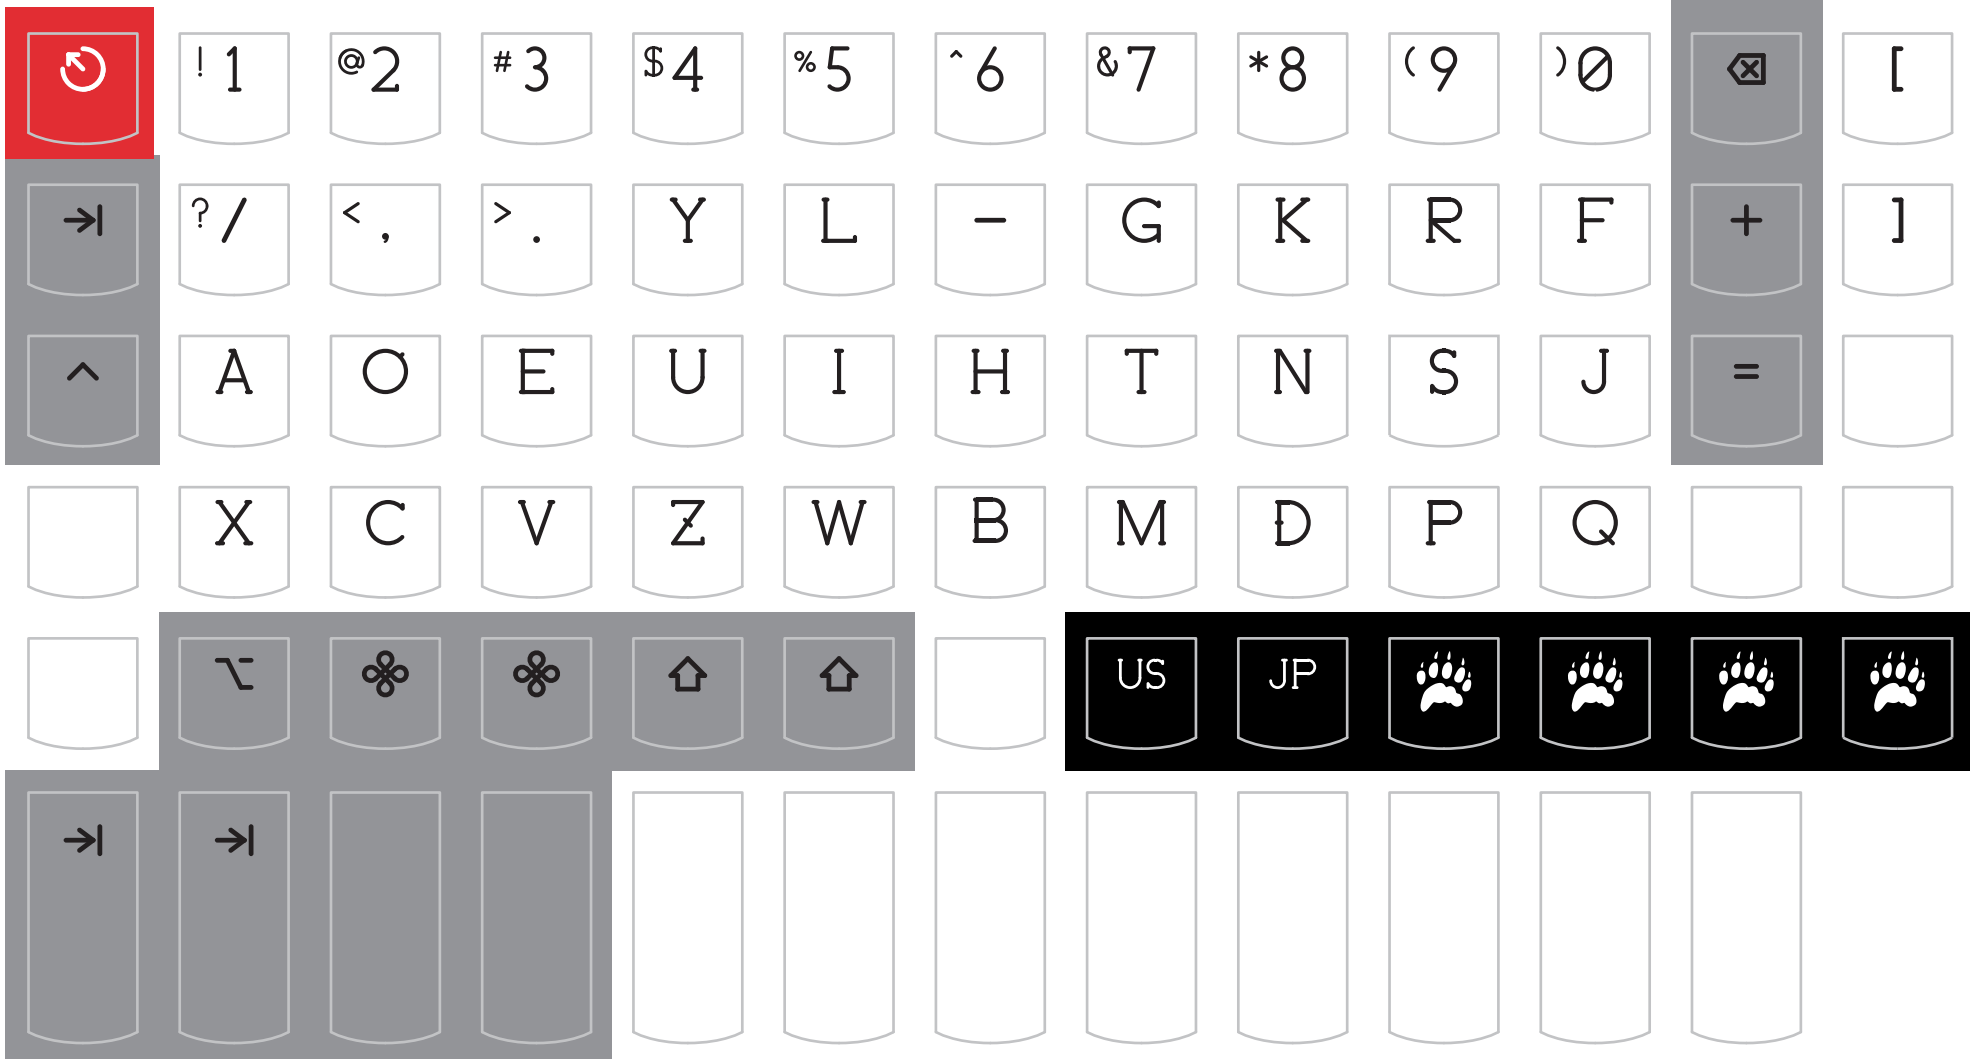 ! 1 @ 2 # 3 $ 4 % 5 ^ 6 & 7 * 8 ( 9 ) 0 [
? / < , > . Y L - G K R F + ]
^ A O E U I H T N S J =
X C V Z W B M D P Q
US JP